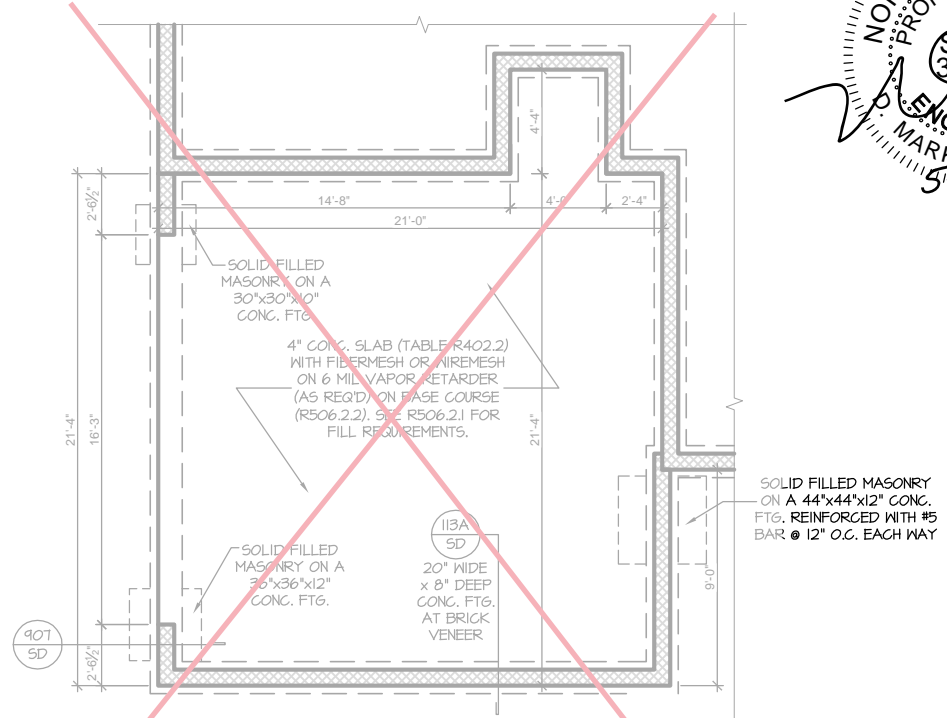 4'-4"
14'-8"
2'-4"
21'-0"
2'-6½"
SOLID FILLED
MASONRY ON A
30"x30"x10"
CONC. FTG.
4" CONC. SLAB (TABLE R402.2)
WITH FIBERMESH OR WIREMESH
ON 6 MIL VAPOR RETARDER
(AS REQ'D) ON BASE COURSE
(R506.2.2). SEE R506.2.1 FOR
FILL REQUIREMENTS.
21'-4"
16'-3"
21'-4"
SOLID FILLED MASONRY
ON A 44"x44"x12" CONC.
FTG. REINFORCED WITH #5
BAR @ 12" O.C. EACH WAY
113A
SD
20" WIDE
x 8" DEEP
CONC. FTG.
AT BRICK
VENEER
SOLID FILLED
MASONRY ON A
36"x36"x12"
CONC. FTG.
9'-0"
907
SD
2'-6½"